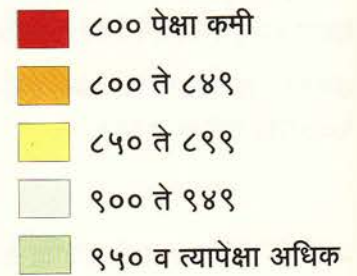 ८०० पेक्षा कमी
८०० ते ८४९
८५० ते ८९९
९०० ते ९४९
९५० व त्यापेक्षा अधिक